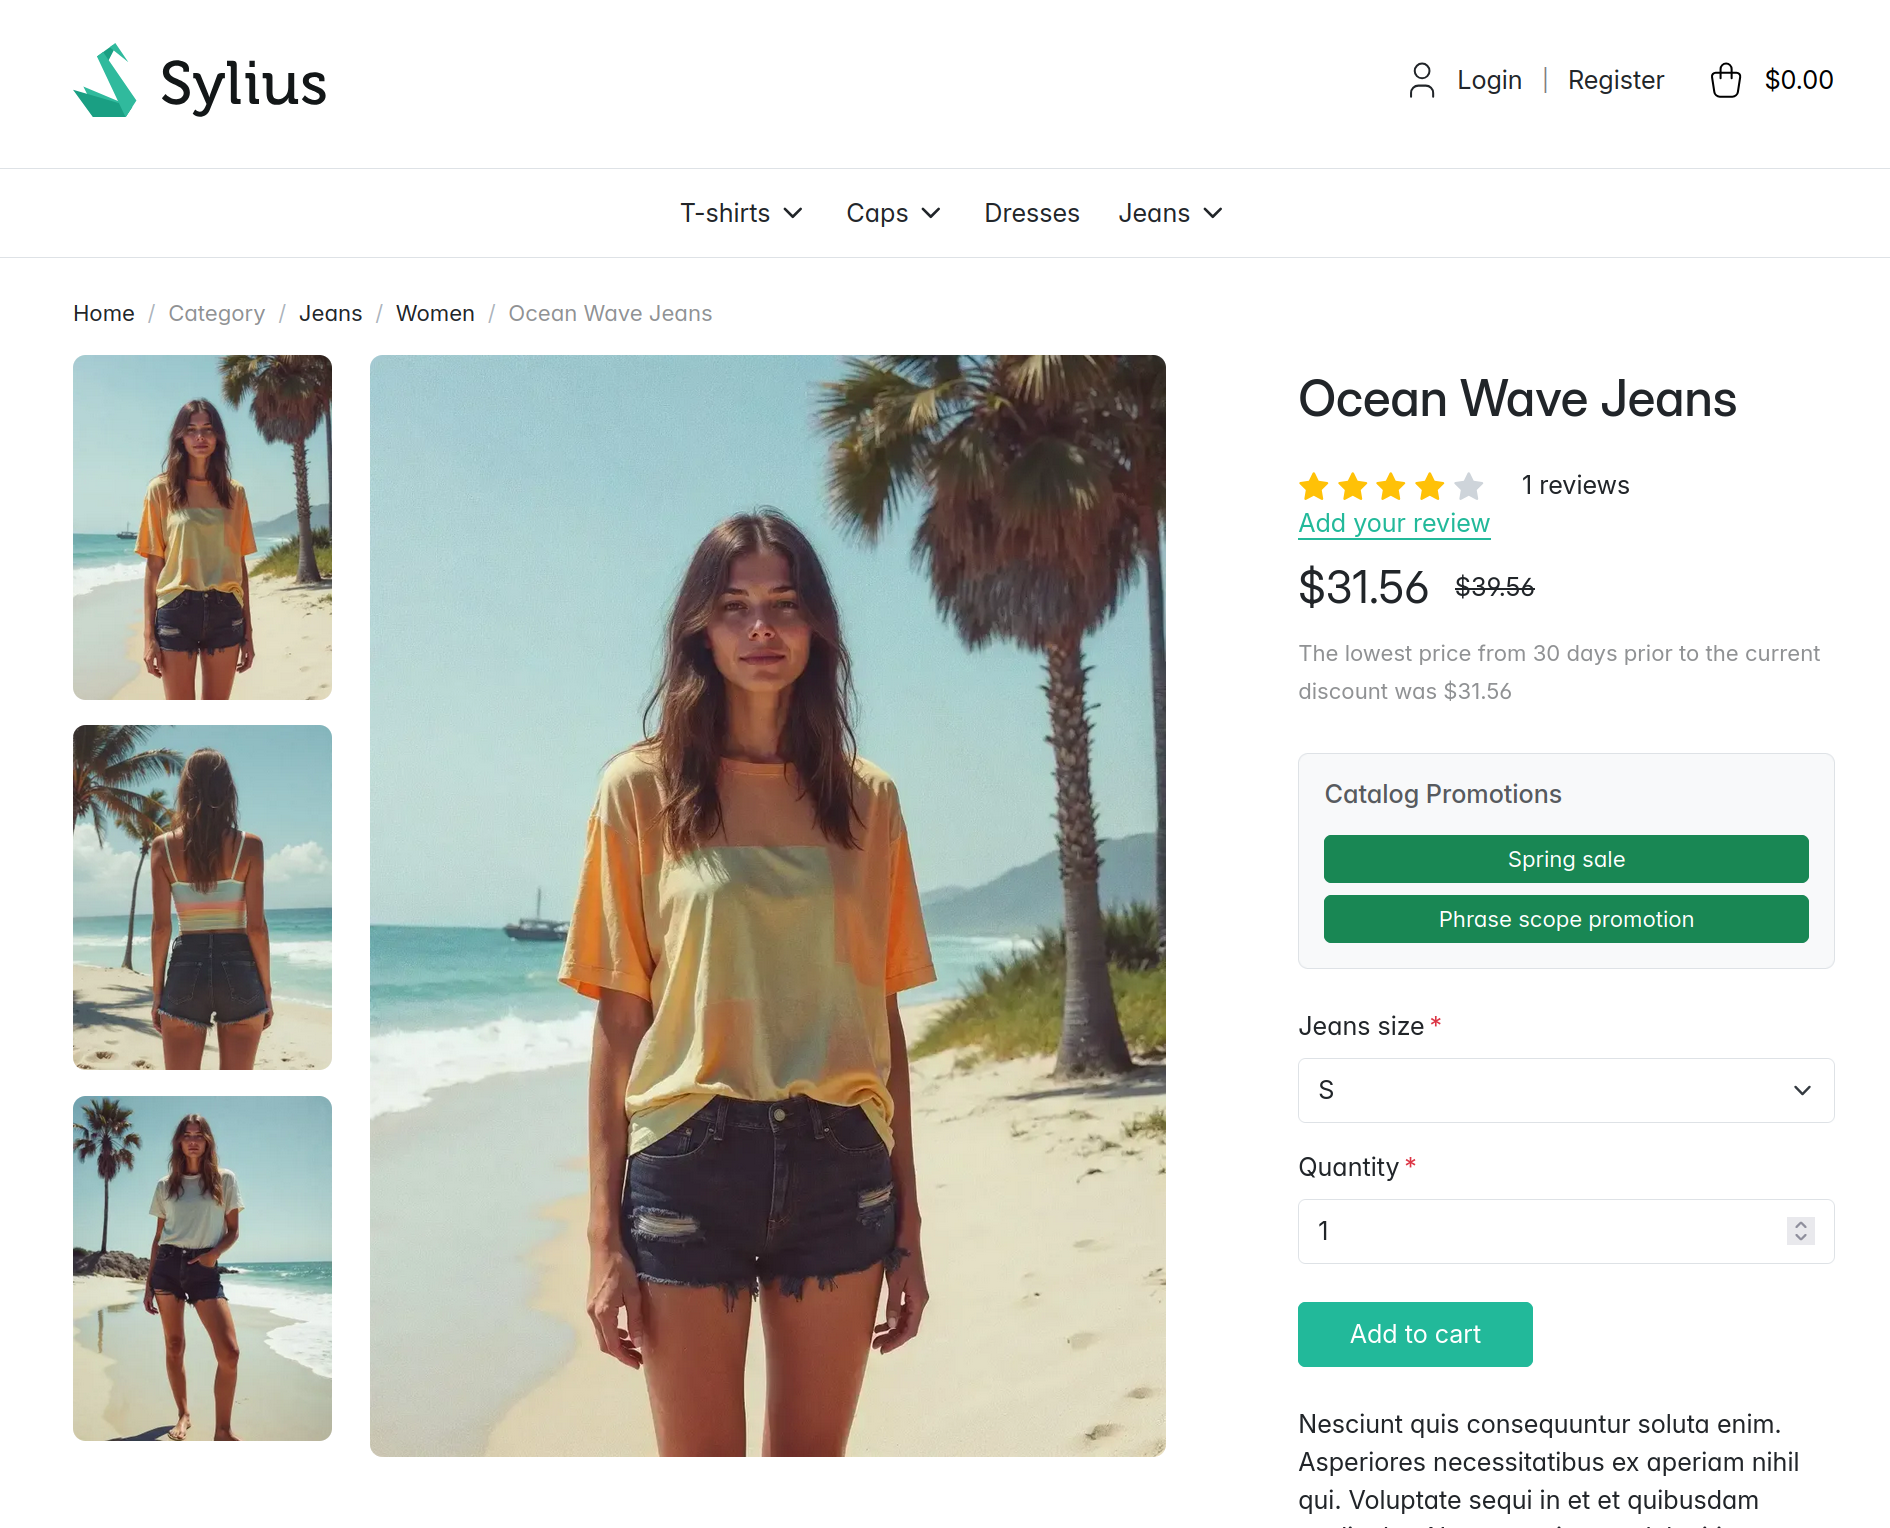 Sylius
Login | Register
$0.00
T-shirts Caps Dresses Jeans
Home / Category / Jeans / Women / Ocean Wave Jeans
Ocean Wave Jeans
1 reviews
Add your review
$31.56 $39.56
The lowest price from 30 days prior to the current
discount was $31.56
Catalog Promotions
Spring sale
Phrase scope promotion
Jeans size *
S
Quantity *
1
Add to cart
Nesciunt quis consequuntur soluta enim.
Asperiores necessitatibus ex aperiam nihil
qui. Voluptate sequi in et et quibusdam